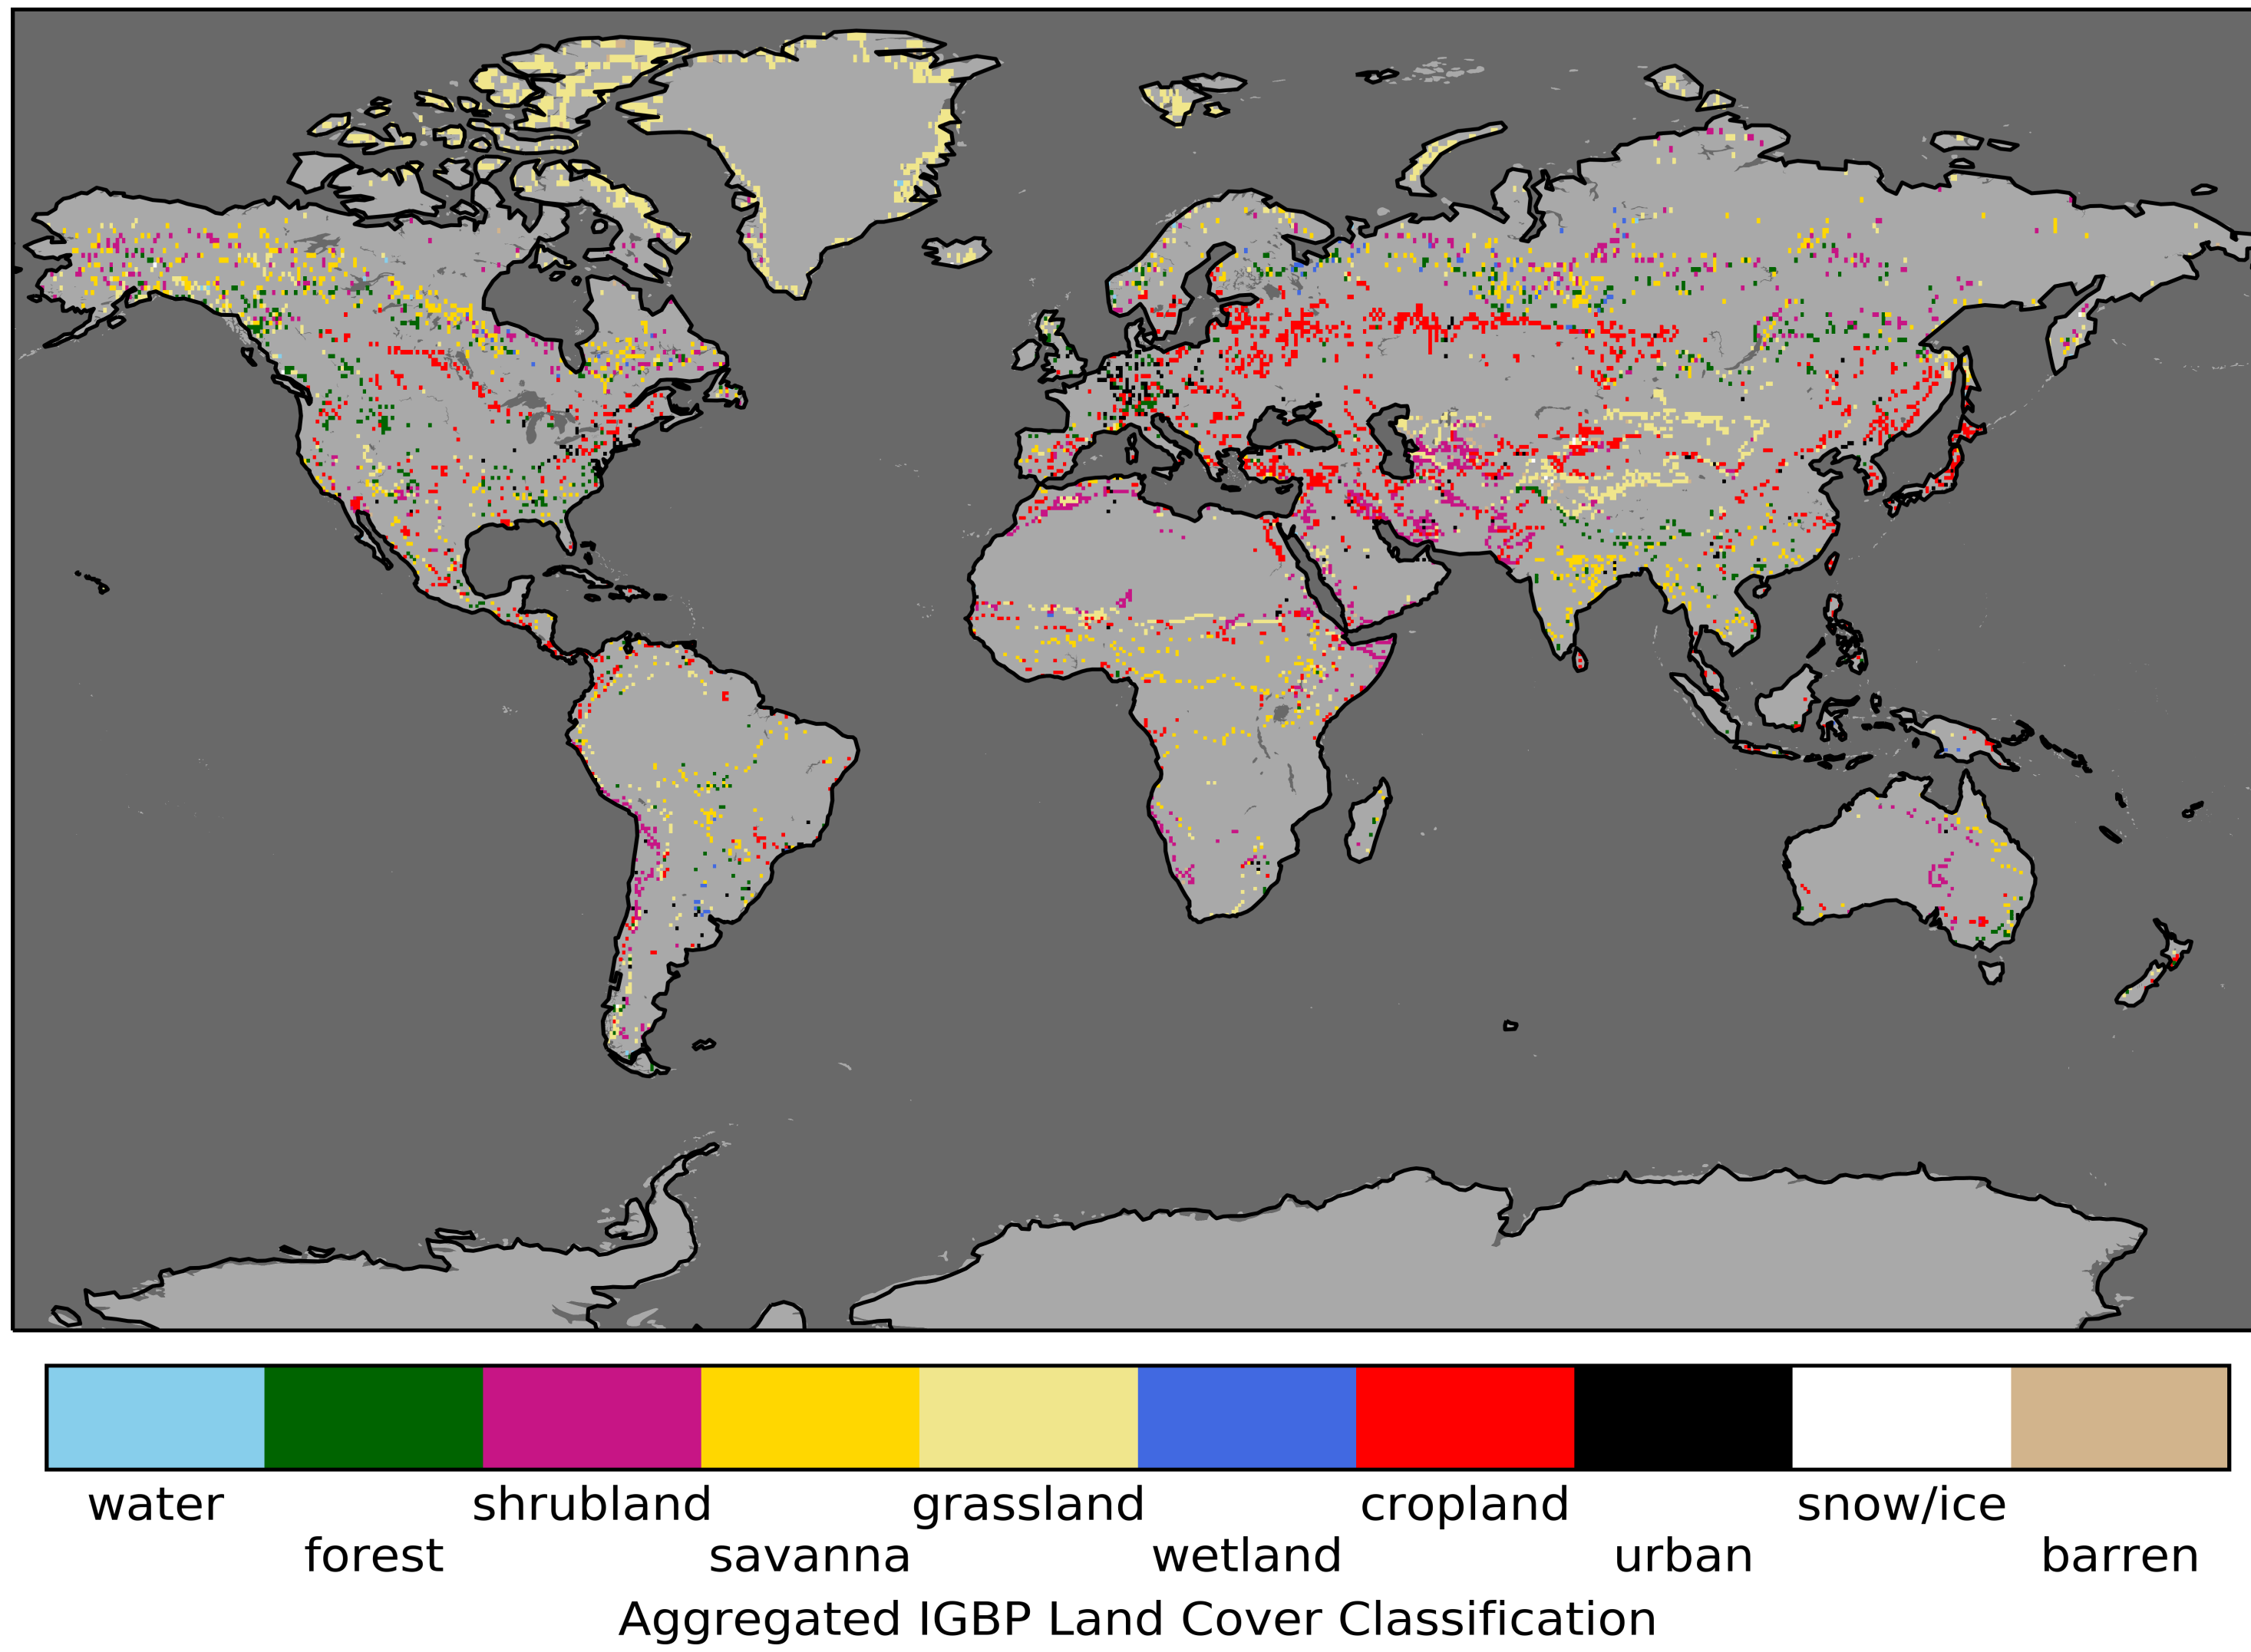 water shrubland grassland cropland snow/ice
forest savanna wetland urban barren
Aggregated IGBP Land Cover Classification